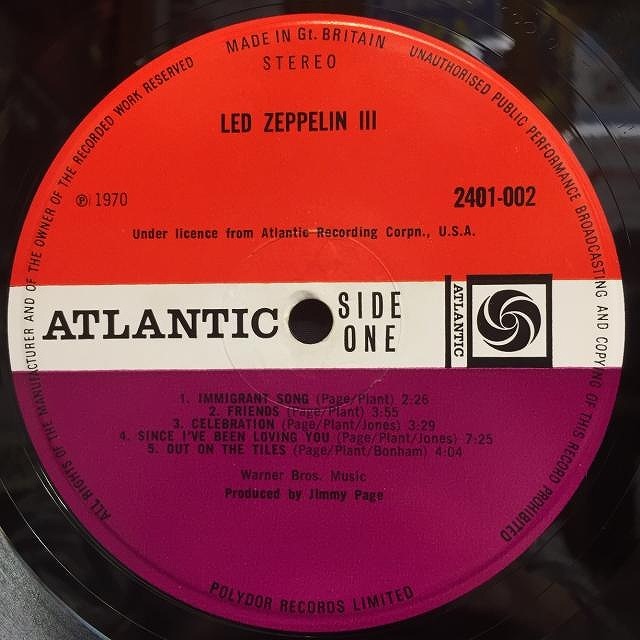 MADE IN Gt. BRITAIN
STEREO
ALL RIGHTS OF THE MANUFACTURER AND OF THE OWNER OF THE RECORDED WORK RESERVED
UNAUTHORISED PUBLIC PERFORMANCE BROADCASTING AND COPYING OF THIS RECORD PROHIBITED
LED ZEPPELIN III
℗ 1970
2401-002
Under licence from Atlantic Recording Corpn., U.S.A.
ATLANTIC
SIDE
ONE
ATLANTIC
1. IMMIGRANT SONG (Page/Plant) 2:26
2. FRIENDS (Page/Plant) 3:55
3. CELEBRATION (Page/Plant/Jones) 3:29
4. SINCE I'VE BEEN LOVING YOU (Page/Plant/Jones) 7:25
5. OUT ON THE TILES (Page/Plant/Bonham) 4:04
Warner Bros. Music
Produced by Jimmy Page
POLYDOR RECORDS LIMITED